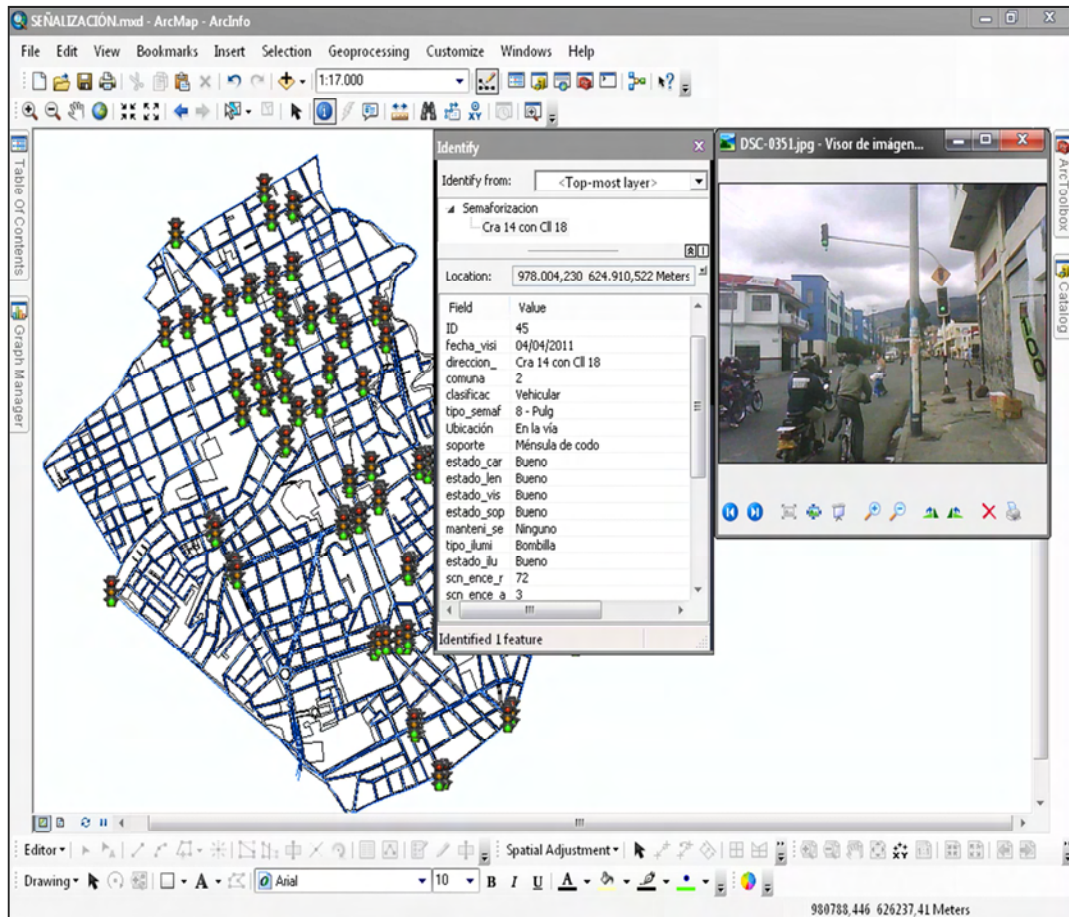 SEÑALIZACIÓN.mxd - ArcMap - ArcInfo
File Edit View Bookmarks Insert Selection Geoprocessing Customize Windows Help
1:17.000
Table Of Contents
Graph Manager
Identify
Identify from: <Top-most layer>
Semaforizacion
Cra 14 con Cll 18
Location: 978.004,230 624.910,522 Meters
Field Value
ID 45
fecha_visi 04/04/2011
direccion_ Cra 14 con Cll 18
comuna 2
clasificac Vehicular
tipo_semaf 8 - Pulg
Ubicación En la vía
soporte Ménsula de codo
estado_car Bueno
estado_len Bueno
estado_vis Bueno
estado_sop Bueno
manteni_se Ninguno
tipo_ilumi Bombilla
estado_ilu Bueno
scn_ence_r 72
scn_ence_a 3
Identified 1 feature
DSC-0351.jpg - Visor de imágen...
ArcToolbox
Catalog
Editor Spatial Adjustment
Drawing A Arial 10 B I U A
980788,446 626237,41 Meters